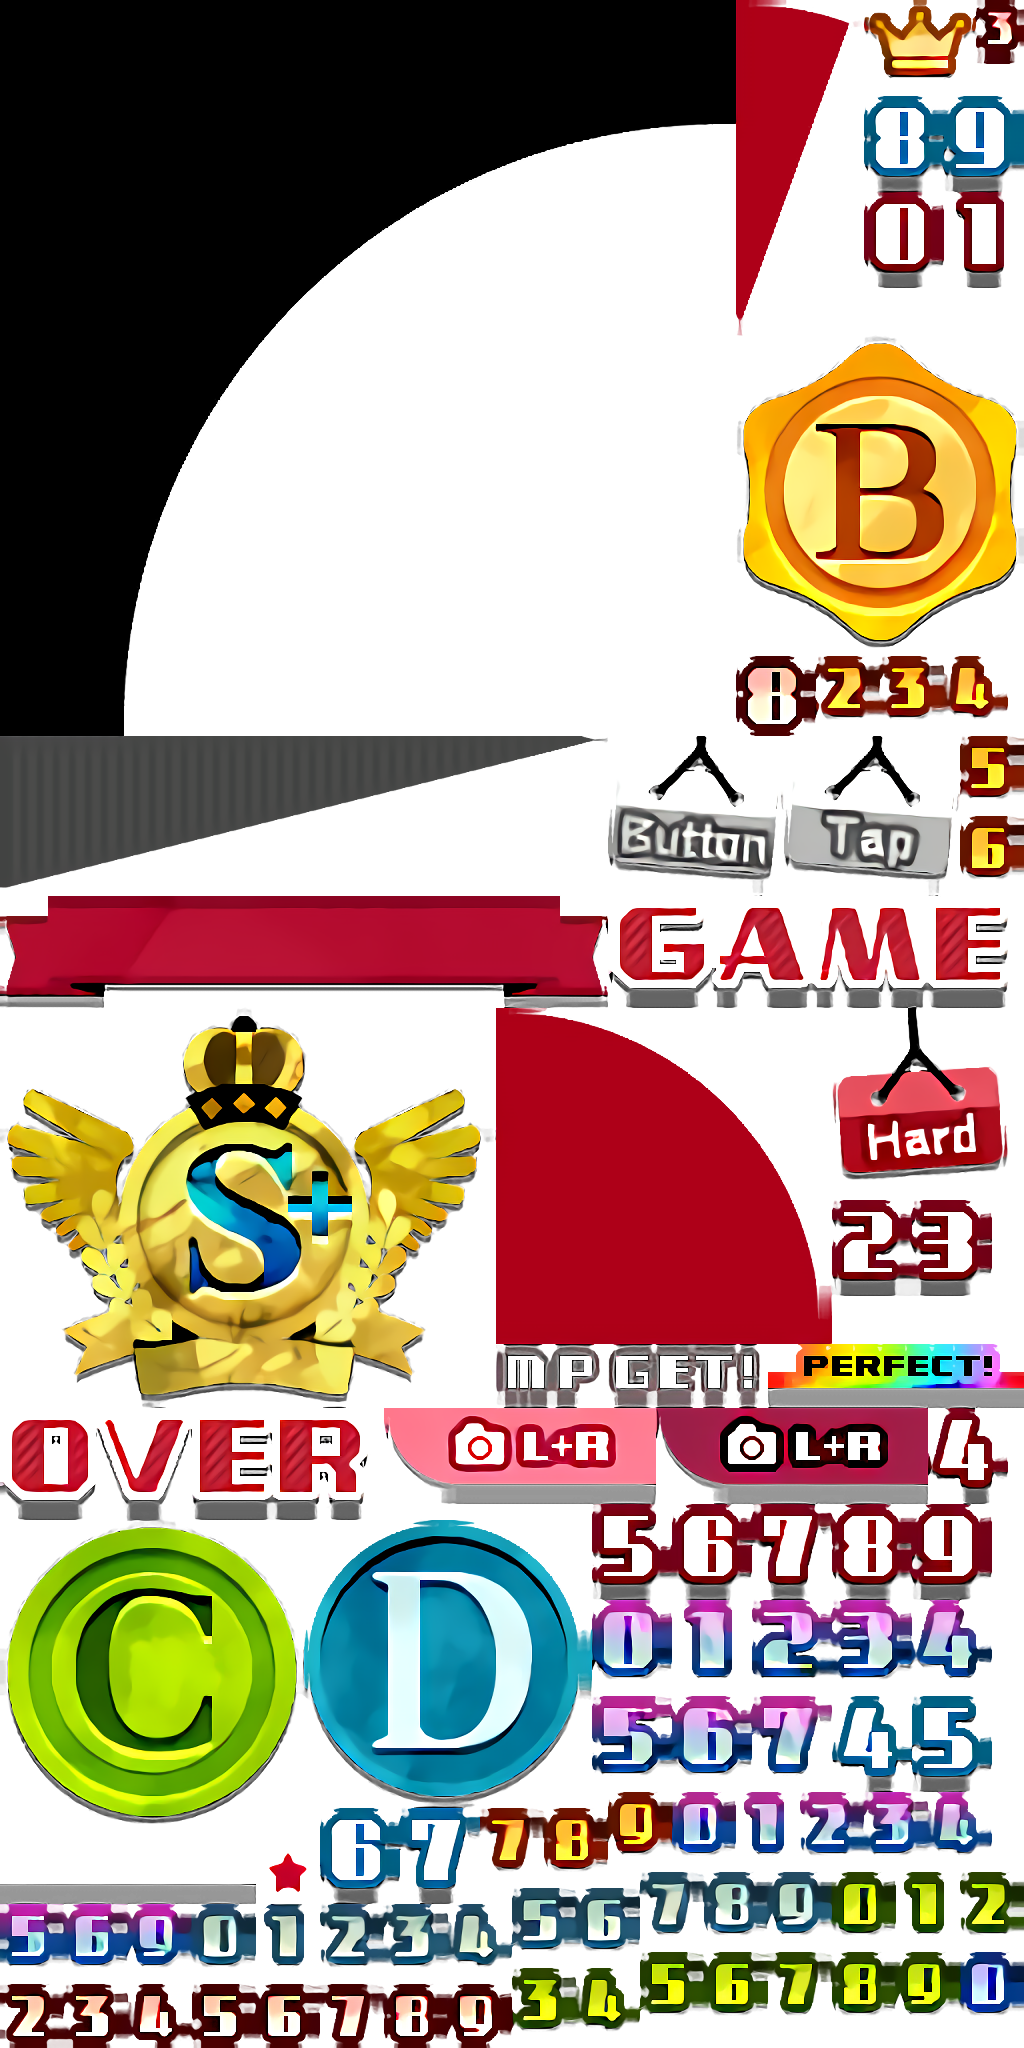 3
8 9
0 1
B
8 2 3 4
Button Tap 5
6
GAME
S+
Hard
2 3
MP GET! PERFECT!
OVER L+R L+R 4
5 6 7 8 9
C D
0 1 2 3 4
5 6 7 4 5
6 7 7 8 9 0 1 2 3 4
5 6 9 0 1 2 3 4 5 6 7 8 9 0 1 2
2 3 4 5 6 7 8 9 3 4 5 6 7 8 9 0